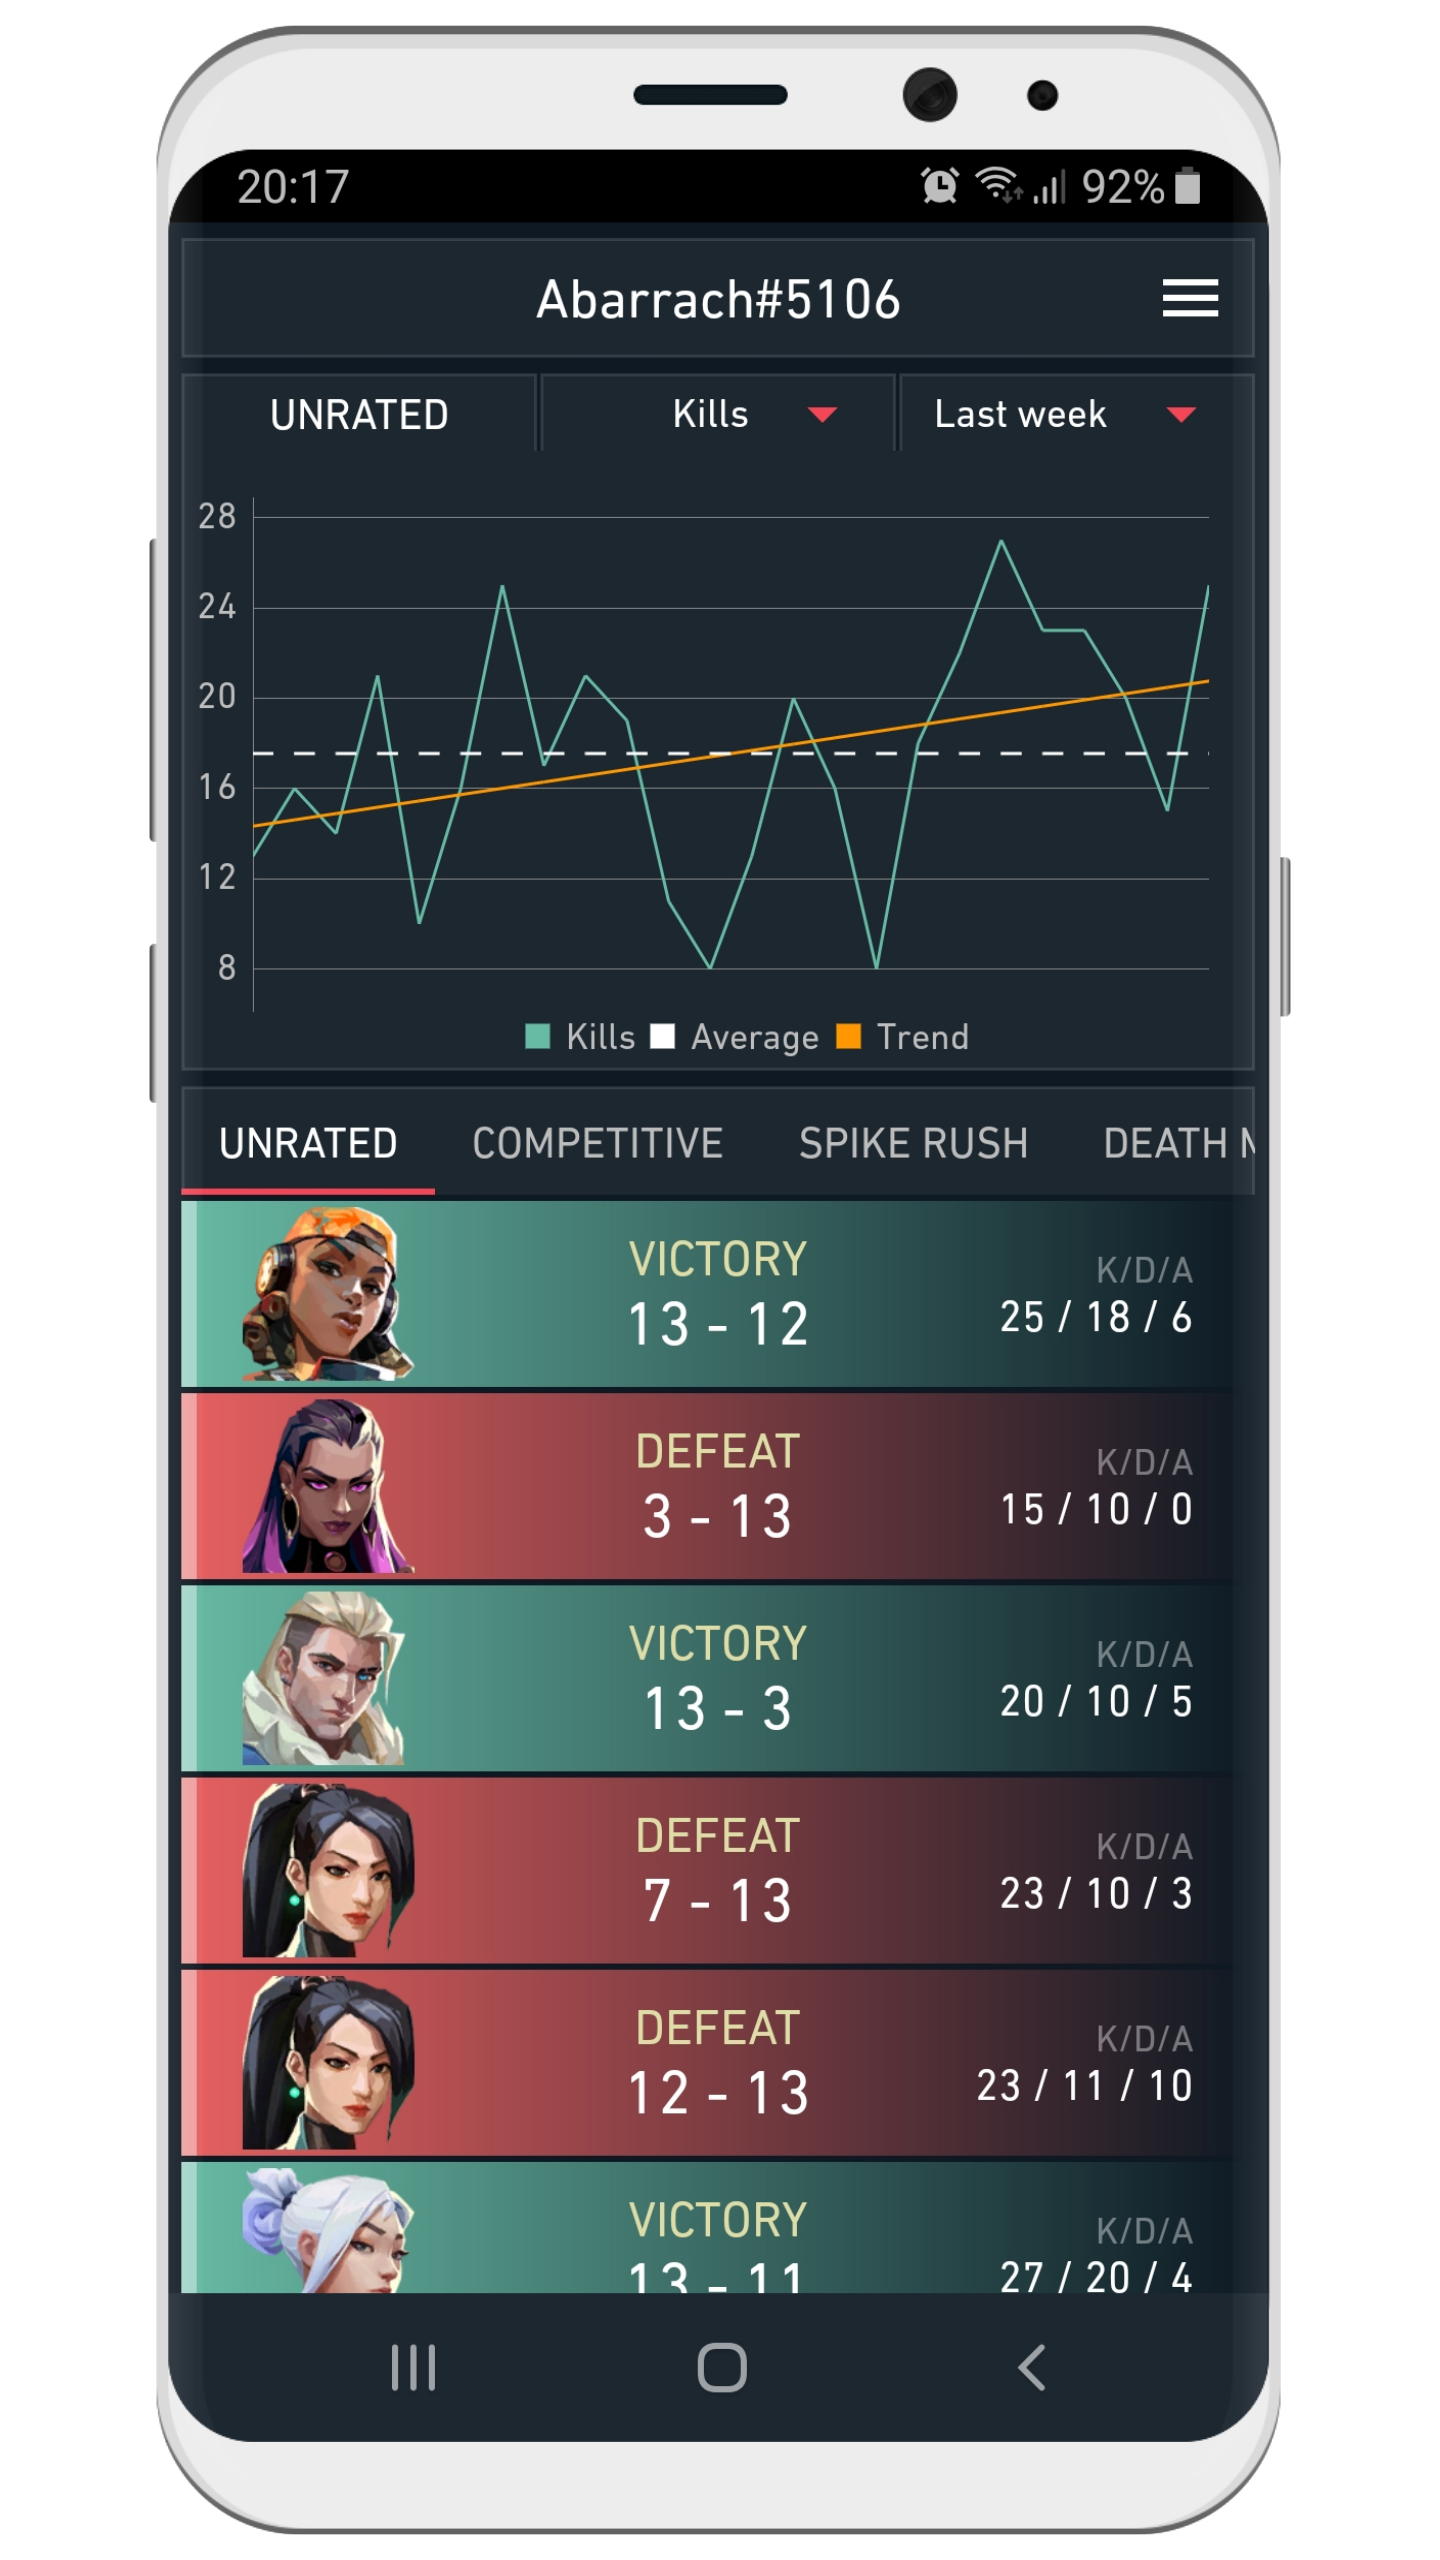 20:17 92%
Abarrach#5106
UNRATED Kills Last week
28
24
20
16
12
8
Kills Average Trend
UNRATED COMPETITIVE SPIKE RUSH DEATH
VICTORY
K/D/A
13 - 12
25 / 18 / 6
DEFEAT
K/D/A
3 - 13
15 / 10 / 0
VICTORY
K/D/A
13 - 3
20 / 10 / 5
DEFEAT
K/D/A
7 - 13
23 / 10 / 3
DEFEAT
K/D/A
12 - 13
23 / 11 / 10
VICTORY
K/D/A
13 - 11
27 / 20 / 4